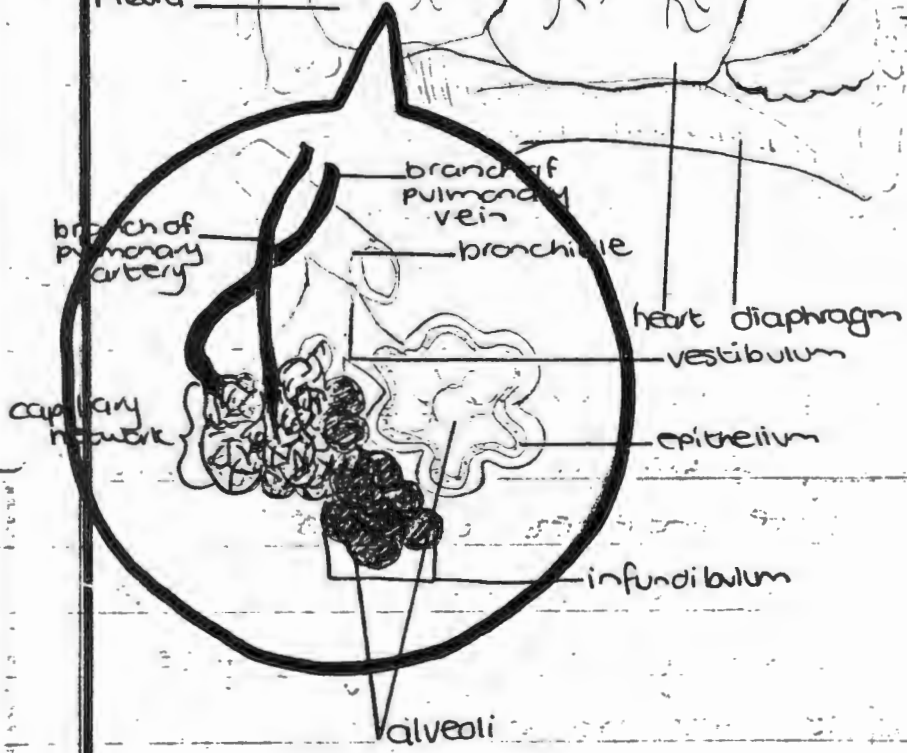 branch of
pulmonary
vein
branch of
pulmonary
artery
bronchiole
heart diaphragm
vestibulum
capillary
network
epithelium
infundibulum
alveoli